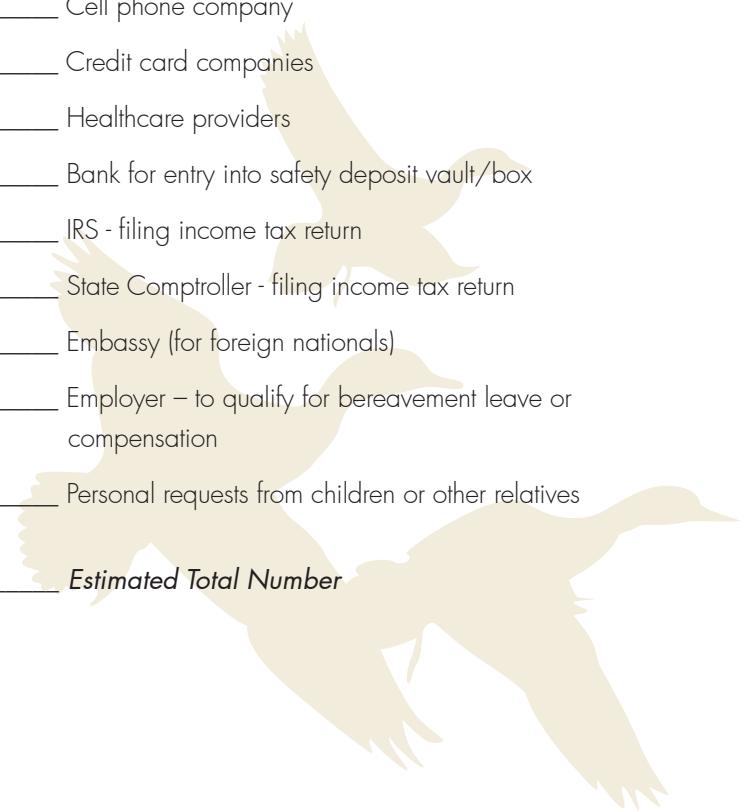 _____ Cell phone company
_____ Credit card companies
_____ Healthcare providers
_____ Bank for entry into safety deposit vault/box
_____ IRS - filing income tax return
_____ State Comptroller - filing income tax return
_____ Embassy (for foreign nationals)
_____ Employer – to qualify for bereavement leave or
compensation
_____ Personal requests from children or other relatives
_____ Estimated Total Number